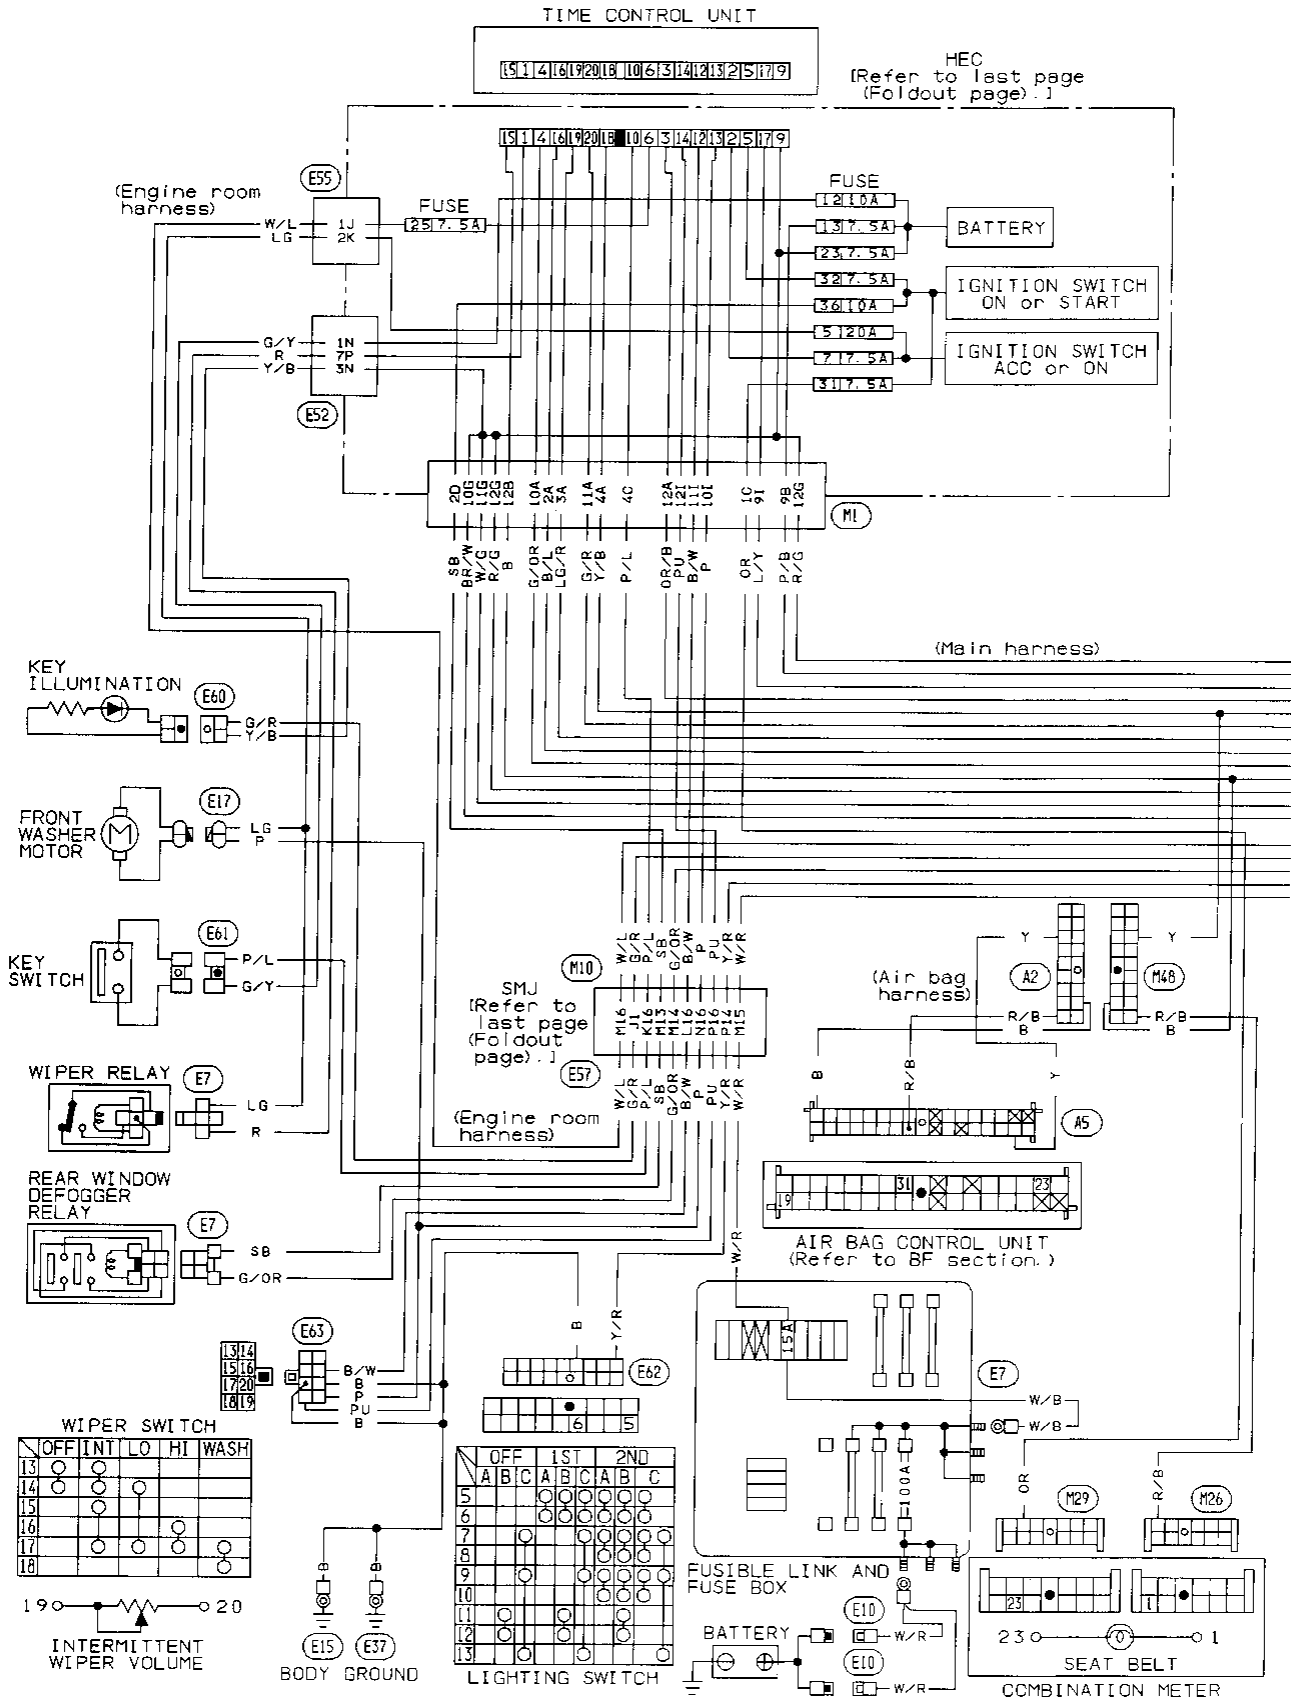 TIME CONTROL UNIT
15 1 4 16 19 20 18 10 6 3 14 12 13 2 5 17 9
HEC
[Refer to last page
(Foldout page).]
15 1 4 16 19 20 18 10 6 3 14 12 13 2 5 17 9
E55
(Engine room
harness)
W/L 1J
LG 2K
FUSE
25 7.5A
FUSE
12 10A
13 7.5A
23 7.5A
32 7.5A
36 10A
5 20A
7 7.5A
31 7.5A
BATTERY
IGNITION SWITCH
ON or START
IGNITION SWITCH
ACC or ON
G/Y 1N
R 7P
Y/B 3N
E52
2D 10G 11G 12G 12B 10A 2A 3A 11A 4A 4C 12A 12I 11I 10I 1C 9I 9B 12G
M1
SB BR/W W/G R/G B G/OR B/L LG/R G/R Y/B P/L OR/B PU B/W P OR L/Y P/B R/G
(Main harness)
KEY
ILLUMINATION
E60
G/R
Y/B
FRONT
WASHER
MOTOR
M
E17
LG
P
KEY
SWITCH
E61
P/L
G/Y
W/L G/R P/L SB G/OR B/W P PU Y/R W/R
M10
SMJ
[Refer to
last page
(Foldout
page).]
M16 J1 K16 M13 M14 L16 N16 P16 P14 M15
E57
W/L G/R P/L SB G/OR B/W P PU Y/R W/R
(Engine room
harness)
Y
A2
M48
Y
(Air bag
harness)
R/B
B
R/B
B
B
R/B
Y
A5
19 31 23
AIR BAG CONTROL UNIT
(Refer to BF section.)
WIPER RELAY
E7
LG
R
REAR WINDOW
DEFOGGER
RELAY
E7
SB
G/OR
W/R
B
Y/R
E62
6 5
E63
13 14
15 16
17 20
18 19
B/W
B
P
PU
B
15A
E7
W/B
W/B
100A
FUSIBLE LINK AND
FUSE BOX
OR
R/B
M29
M26
23
1
23 1
SEAT BELT
COMBINATION METER
WIPER SWITCH
OFF INT LO HI WASH
13
14
15
16
17
18
19 20
INTERMITTENT
WIPER VOLUME
B
B
E15
E37
BODY GROUND
OFF 1ST 2ND
A B C A B C A B C
5
6
7
8
9
10
11
12
13
LIGHTING SWITCH
BATTERY
E10
W/R
E10
W/R